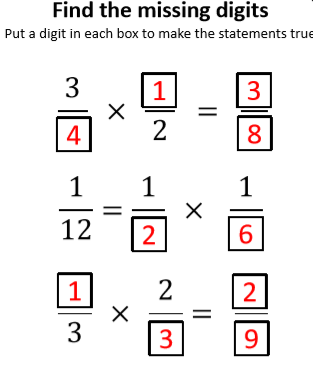 Find the missing digits
Put a digit in each box to make the statements true
3/4 × 1/2 = 3/8
1/12 = 1/2 × 1/6
1/3 × 2/3 = 2/9